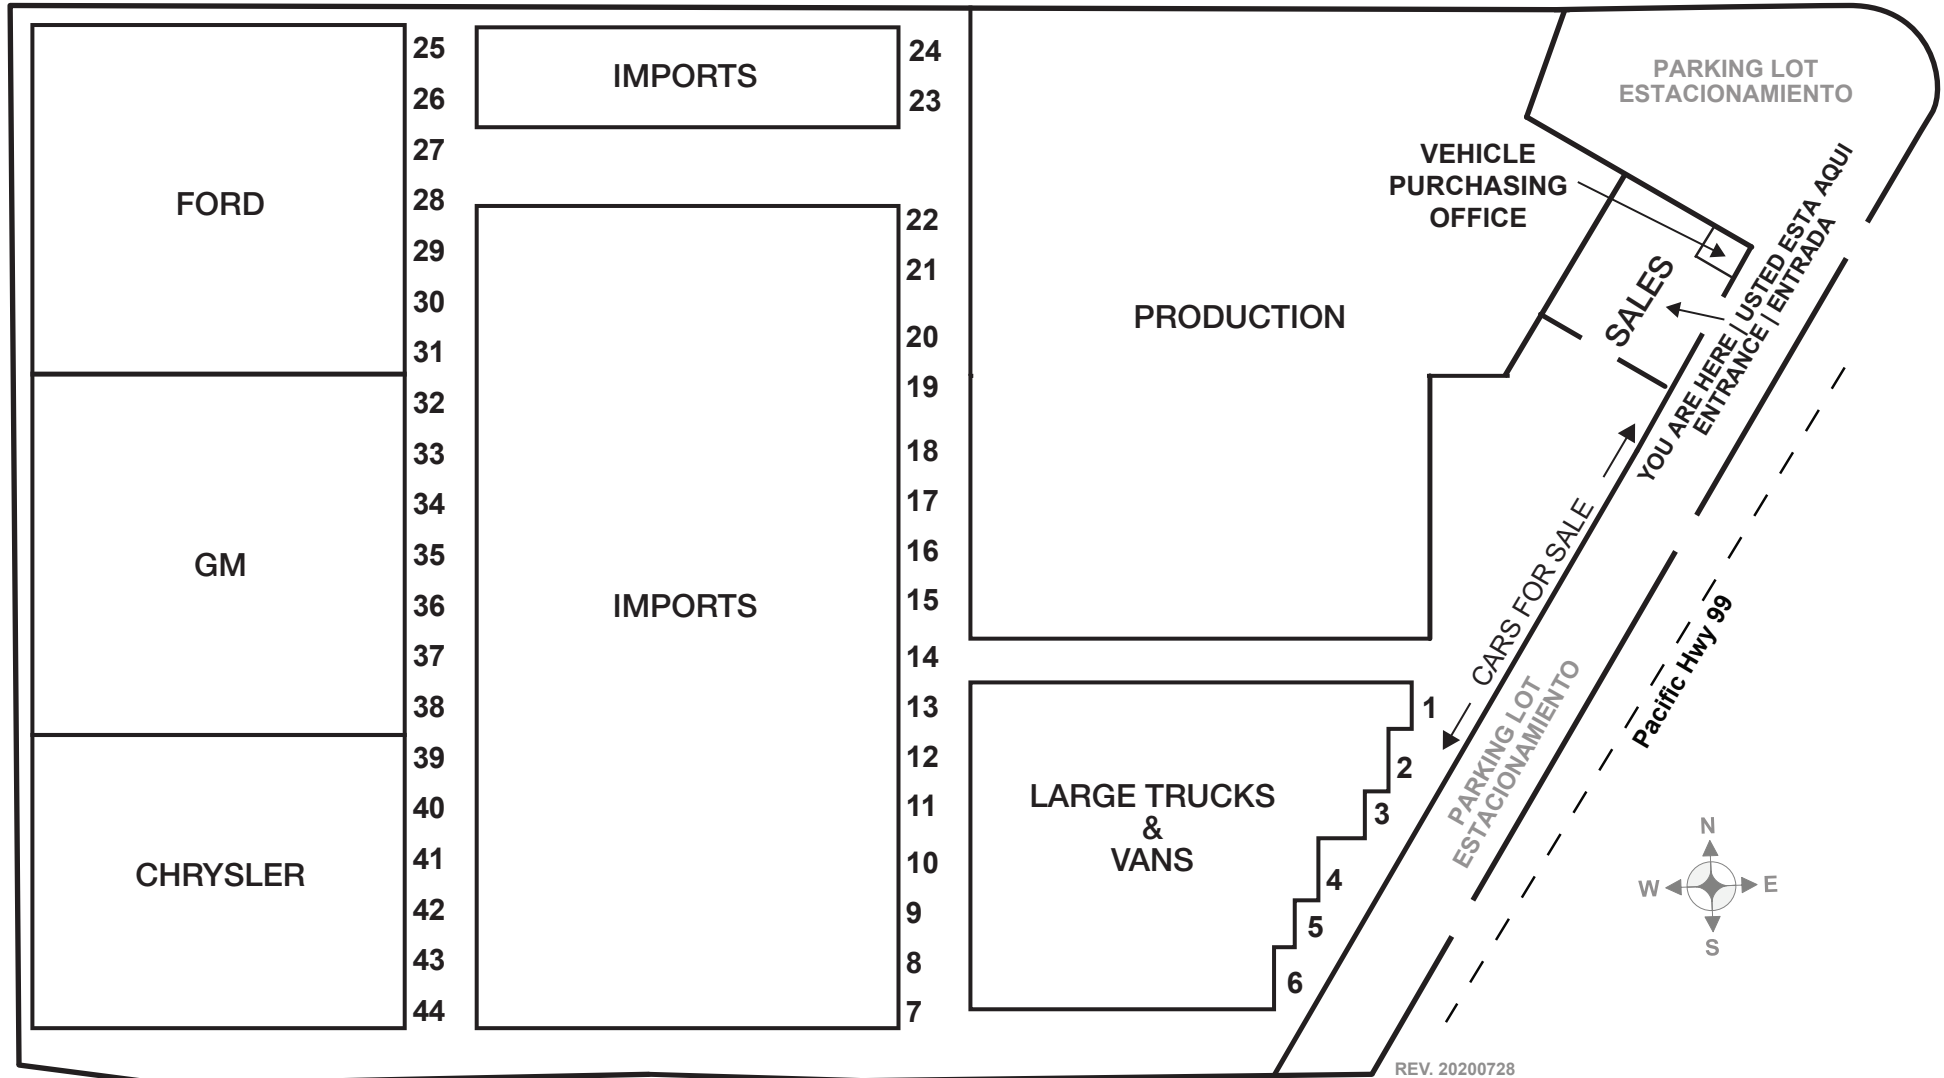 25
26
27
28
29
30
31
32
33
34
35
36
37
38
39
40
41
42
43
44
FORD
GM
CHRYSLER
IMPORTS
IMPORTS
24
23
22
21
20
19
18
17
16
15
14
13
12
11
10
9
8
7
PRODUCTION
LARGE TRUCKS
&
VANS
1
2
3
4
5
6
PARKING LOT
ESTACIONAMIENTO
VEHICLE
PURCHASING
OFFICE
SALES
YOU ARE HERE | USTED ESTA AQUI
ENTRANCE | ENTRADA
CARS FOR SALE
PARKING LOT
ESTACIONAMIENTO
Pacific Hwy 99
N
W
E
S
REV. 20200728